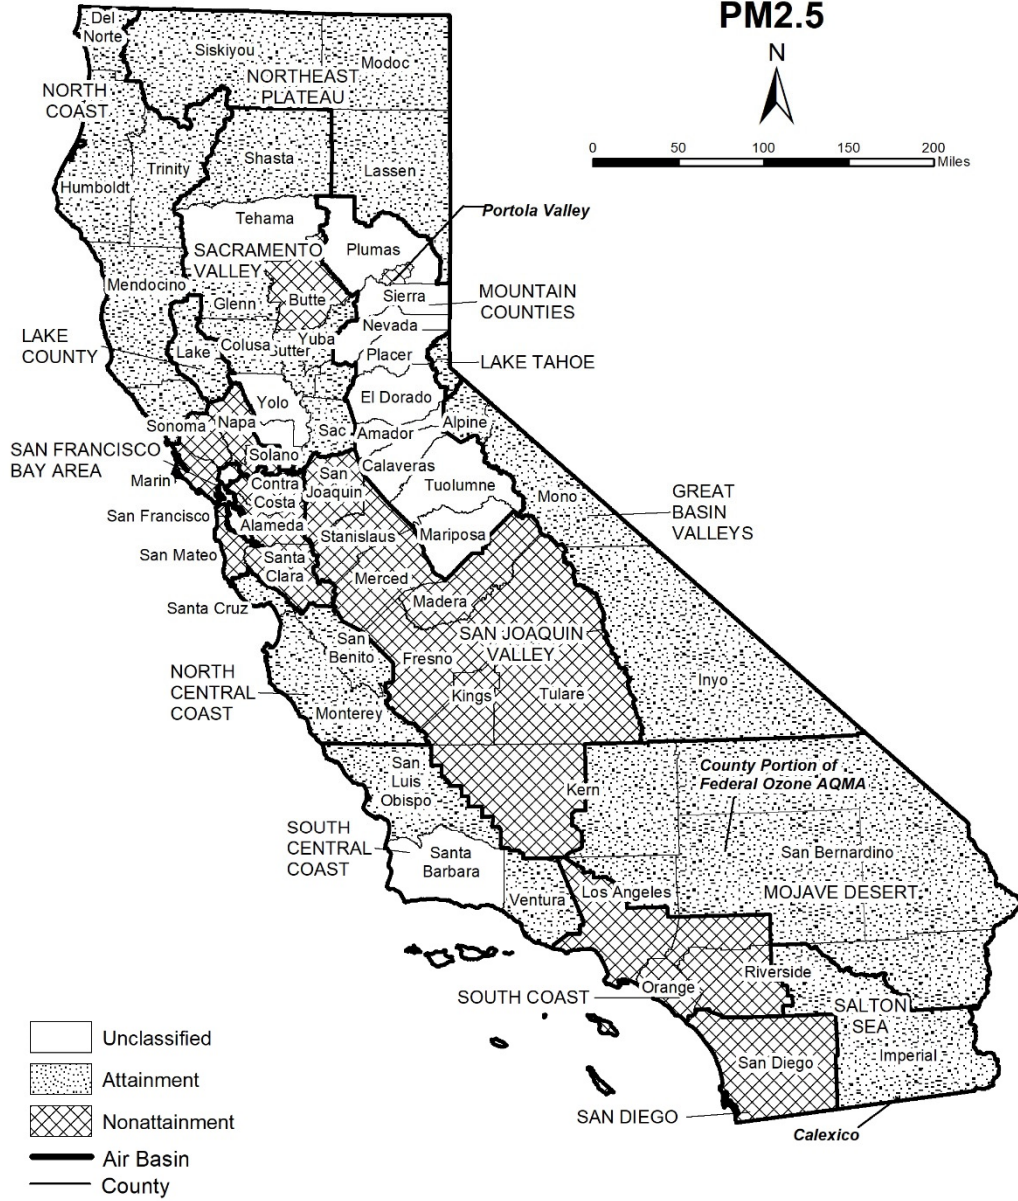 PM2.5
N
0 50 100 150 200
Miles
Del
Norte
Siskiyou
Modoc
NORTHEAST
PLATEAU
NORTH
COAST
Shasta
Trinity
Lassen
Humboldt
Portola Valley
Tehama
Plumas
SACRAMENTO
VALLEY
Mendocino
Glenn
Butte
Sierra
MOUNTAIN
COUNTIES
Nevada
LAKE
COUNTY
Lake
Colusa
Yuba
utter
Placer
LAKE TAHOE
Yolo
El Dorado
Sonoma
Napa
Sac
Amador
Alpine
SAN FRANCISCO
BAY AREA
Solano
Marin
Contra
Costa
San
Joaquin
Calaveras
Tuolumne
Mono
GREAT
BASIN
VALLEYS
San Francisco
Alameda
Stanislaus
Mariposa
San Mateo
Santa
Clara
Merced
Santa Cruz
Madera
San
Benito
SAN JOAQUIN
VALLEY
Fresno
NORTH
CENTRAL
COAST
Monterey
Kings
Tulare
Inyo
San
Luis
Obispo
Kern
County Portion of
Federal Ozone AQMA
SOUTH
CENTRAL
COAST
Santa
Barbara
San Bernardino
Ventura
Los Angeles
MOJAVE DESERT
Riverside
Orange
SOUTH COAST
SALTON
SEA
San Diego
Imperial
SAN DIEGO
Calexico
Unclassified
Attainment
Nonattainment
Air Basin
County